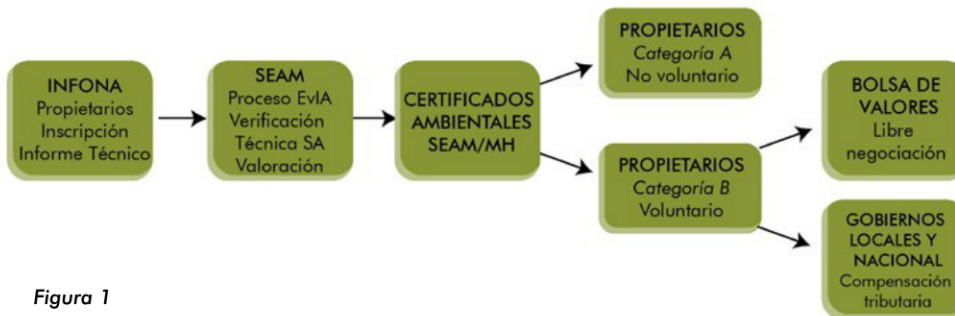 INFONA
Propietarios
Inscripción
Informe Técnico
SEAM
Proceso EvIA
Verificación
Técnica SA
Valoración
CERTIFICADOS
AMBIENTALES
SEAM/MH
PROPIETARIOS
Categoría A
No voluntario
PROPIETARIOS
Categoría B
Voluntario
BOLSA DE
VALORES
Libre
negociación
GOBIERNOS
LOCALES Y
NACIONAL
Compensación
tributaria
Figura 1